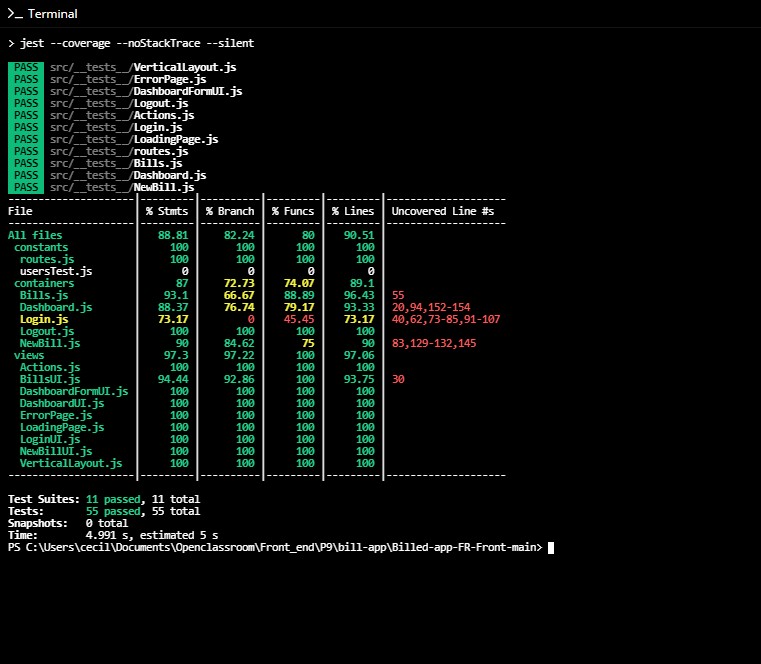 >_ Terminal
> jest --coverage --noStackTrace --silent
PASS src/__tests__/VerticalLayout.js
PASS src/__tests__/ErrorPage.js
PASS src/__tests__/DashboardFormUI.js
PASS src/__tests__/Logout.js
PASS src/__tests__/Actions.js
PASS src/__tests__/Login.js
PASS src/__tests__/LoadingPage.js
PASS src/__tests__/routes.js
PASS src/__tests__/Bills.js
PASS src/__tests__/Dashboard.js
PASS src/__tests__/NewBill.js
---------------------|---------|----------|---------|---------|-------------------
File | % Stmts | % Branch | % Funcs | % Lines | Uncovered Line #s
---------------------|---------|----------|---------|---------|-------------------
All files | 88.81 | 82.24 | 80 | 90.51 |
constants | 100 | 100 | 100 | 100 |
routes.js | 100 | 100 | 100 | 100 |
usersTest.js | 0 | 0 | 0 | 0 |
containers | 87 | 72.73 | 74.07 | 89.1 |
Bills.js | 93.1 | 66.67 | 88.89 | 96.43 | 55
Dashboard.js | 88.37 | 76.74 | 79.17 | 93.33 | 20,94,152-154
Login.js | 73.17 | 0 | 45.45 | 73.17 | 40,62,73-85,91-107
Logout.js | 100 | 100 | 100 | 100 |
NewBill.js | 90 | 84.62 | 75 | 90 | 83,129-132,145
views | 97.3 | 97.22 | 100 | 97.06 |
Actions.js | 100 | 100 | 100 | 100 |
BillsUI.js | 94.44 | 92.86 | 100 | 93.75 | 30
DashboardFormUI.js | 100 | 100 | 100 | 100 |
DashboardUI.js | 100 | 100 | 100 | 100 |
ErrorPage.js | 100 | 100 | 100 | 100 |
LoadingPage.js | 100 | 100 | 100 | 100 |
LoginUI.js | 100 | 100 | 100 | 100 |
NewBillUI.js | 100 | 100 | 100 | 100 |
VerticalLayout.js | 100 | 100 | 100 | 100 |
---------------------|---------|----------|---------|---------|-------------------
Test Suites: 11 passed, 11 total
Tests: 55 passed, 55 total
Snapshots: 0 total
Time: 4.991 s, estimated 5 s
PS C:\Users\cecil\Documents\Openclassroom\Front_end\P9\bill-app\Billed-app-FR-Front-main>